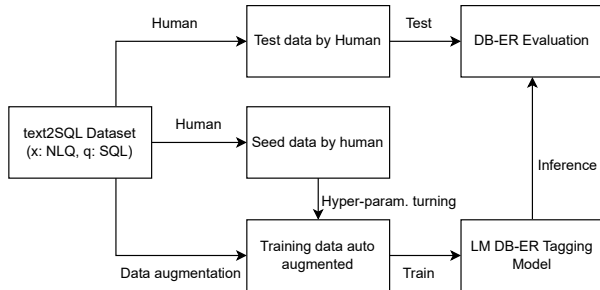 Human
Test data by Human
Test
DB-ER Evaluation
text2SQL Dataset
(x: NLQ, q: SQL)
Human
Seed data by human
Inference
Hyper-param. turning
Data augmentation
Training data auto
augmented
Train
LM DB-ER Tagging
Model